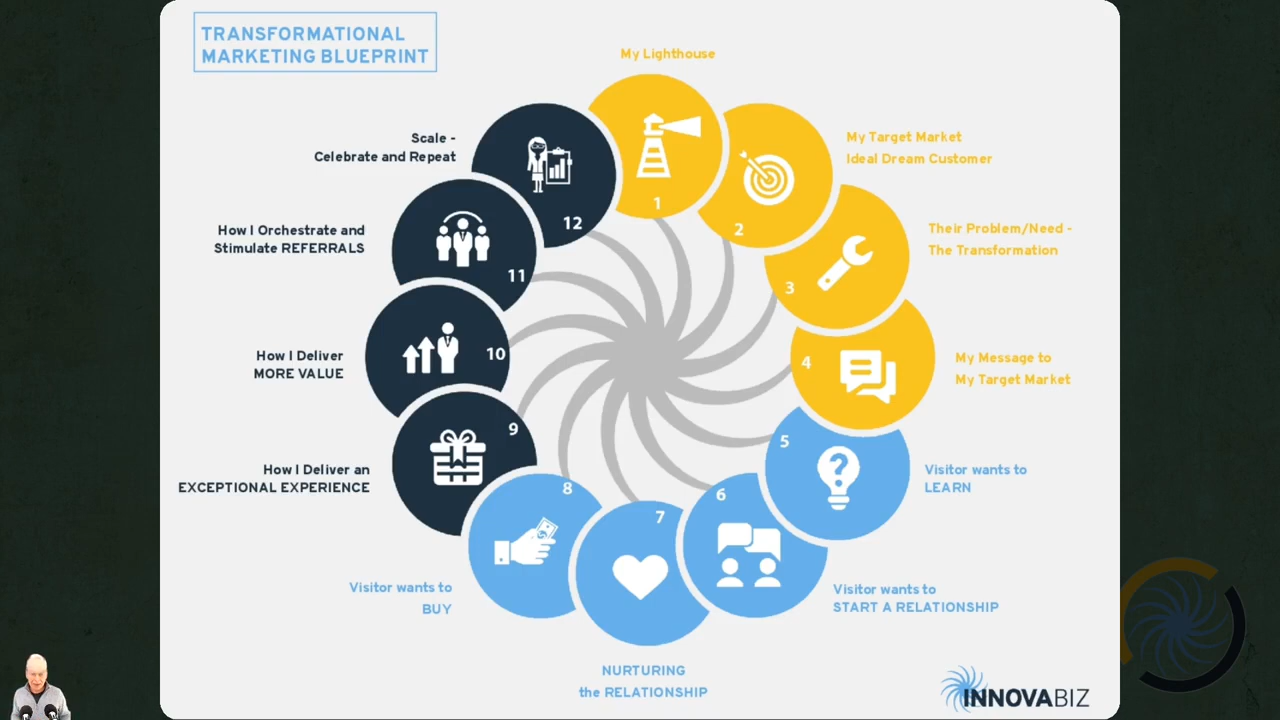 TRANSFORMATIONAL
MARKETING BLUEPRINT
My Lighthouse
1
My Target Market
Ideal Dream Customer
2
Their Problem/Need -
The Transformation
3
My Message to
My Target Market
4
Visitor wants to
LEARN
5
Visitor wants to
START A RELATIONSHIP
6
NURTURING
the RELATIONSHIP
7
Visitor wants to
BUY
8
How I Deliver an
EXCEPTIONAL EXPERIENCE
9
How I Deliver
MORE VALUE
10
How I Orchestrate and
Stimulate REFERRALS
11
Scale -
Celebrate and Repeat
12
INNOVABIZ